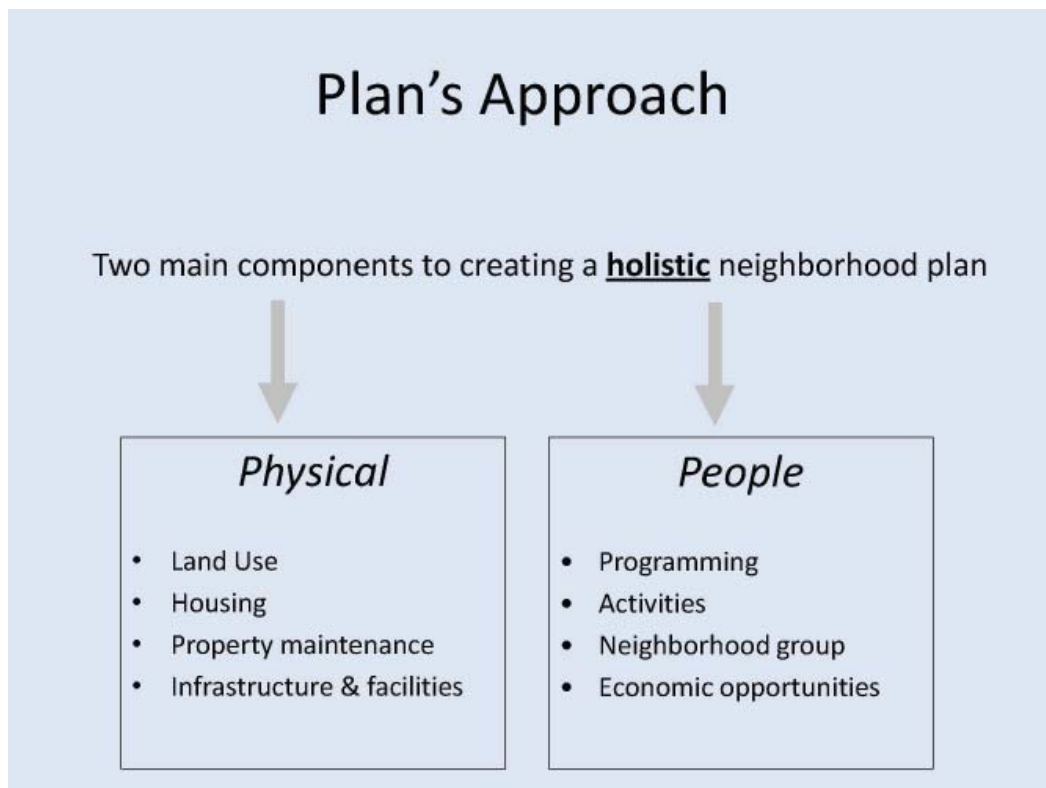 Plan’s Approach
Two main components to creating a holistic neighborhood plan
Physical
• Land Use
• Housing
• Property maintenance
• Infrastructure & facilities
People
• Programming
• Activities
• Neighborhood group
• Economic opportunities